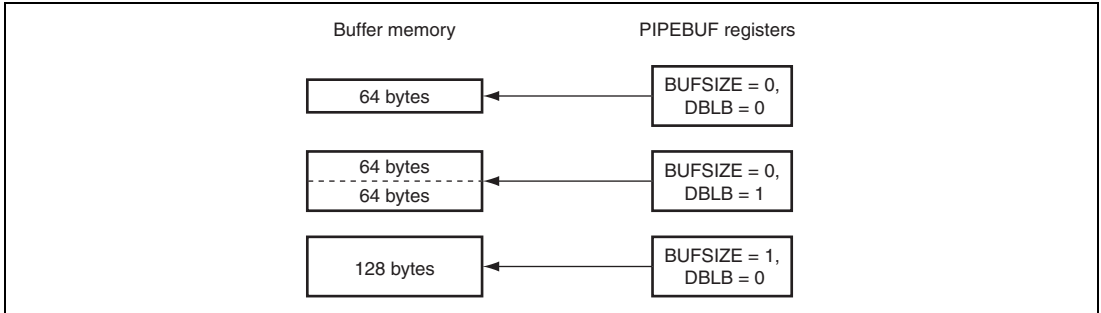 Buffer memory
PIPEBUF registers
64 bytes
BUFSIZE = 0,
DBLB = 0
64 bytes
64 bytes
BUFSIZE = 0,
DBLB = 1
128 bytes
BUFSIZE = 1,
DBLB = 0